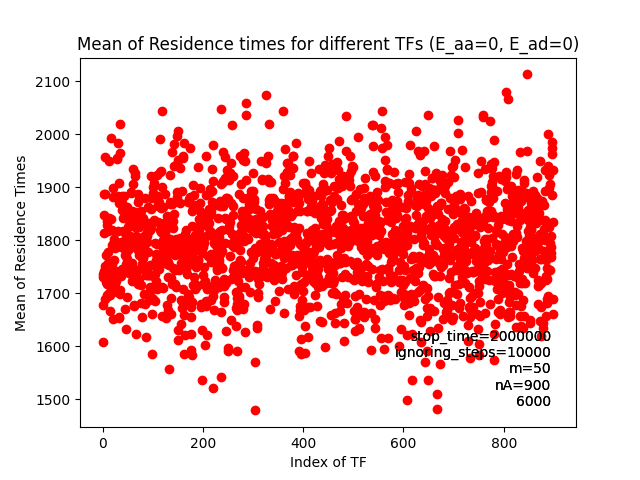 Mean of Residence times for different TFs (E_aa=0, E_ad=0)
Mean of Residence Times
2100
2000
1900
1800
1700
1600
1500
stop_time=2000000
ignoring_steps=10000
m=50
nA=900
6000
0
200
400
600
800
Index of TF